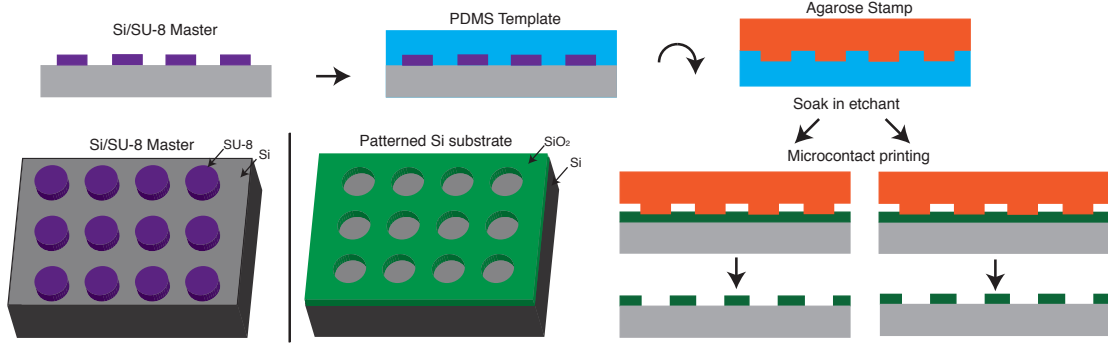 Si/SU-8 Master
PDMS Template
Agarose Stamp
Soak in etchant
Microcontact printing
Si/SU-8 Master
SU-8
Si
Patterned Si substrate
SiO₂
Si